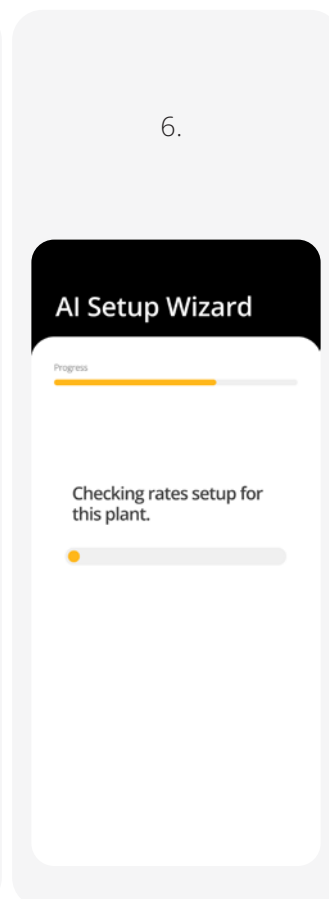 6.
AI Setup Wizard
Progress
Checking rates setup for
this plant.